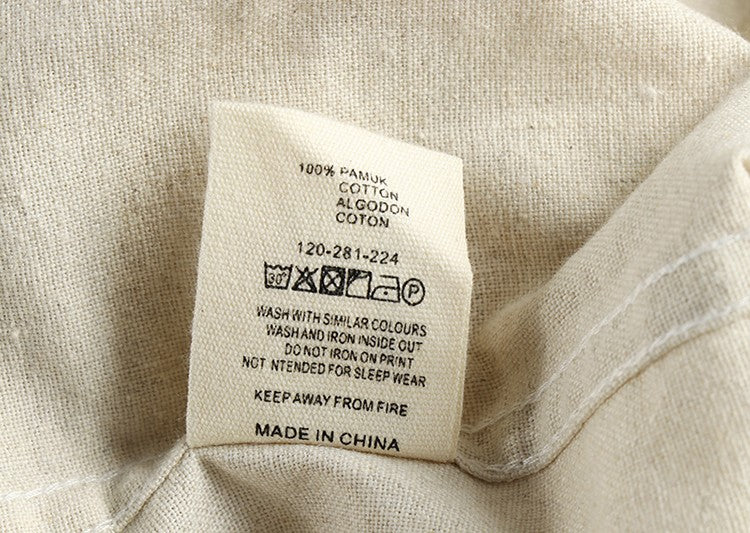 100% PAMUK
COTTON
ALGODON
COTON
120-281-224
30° P
WASH WITH SIMILAR COLOURS
WASH AND IRON INSIDE OUT
DO NOT IRON ON PRINT
NOT NTENDED FOR SLEEP WEAR
KEEP AWAY FROM FIRE
MADE IN CHINA